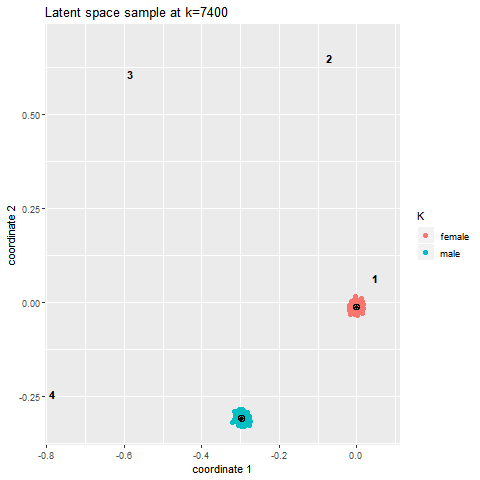 Latent space sample at k=7400
2
3
0.50
0.25
1
0.00
-0.25
4
-0.8
-0.6
-0.4
-0.2
0.0
coordinate 1
coordinate 2
K
female
male